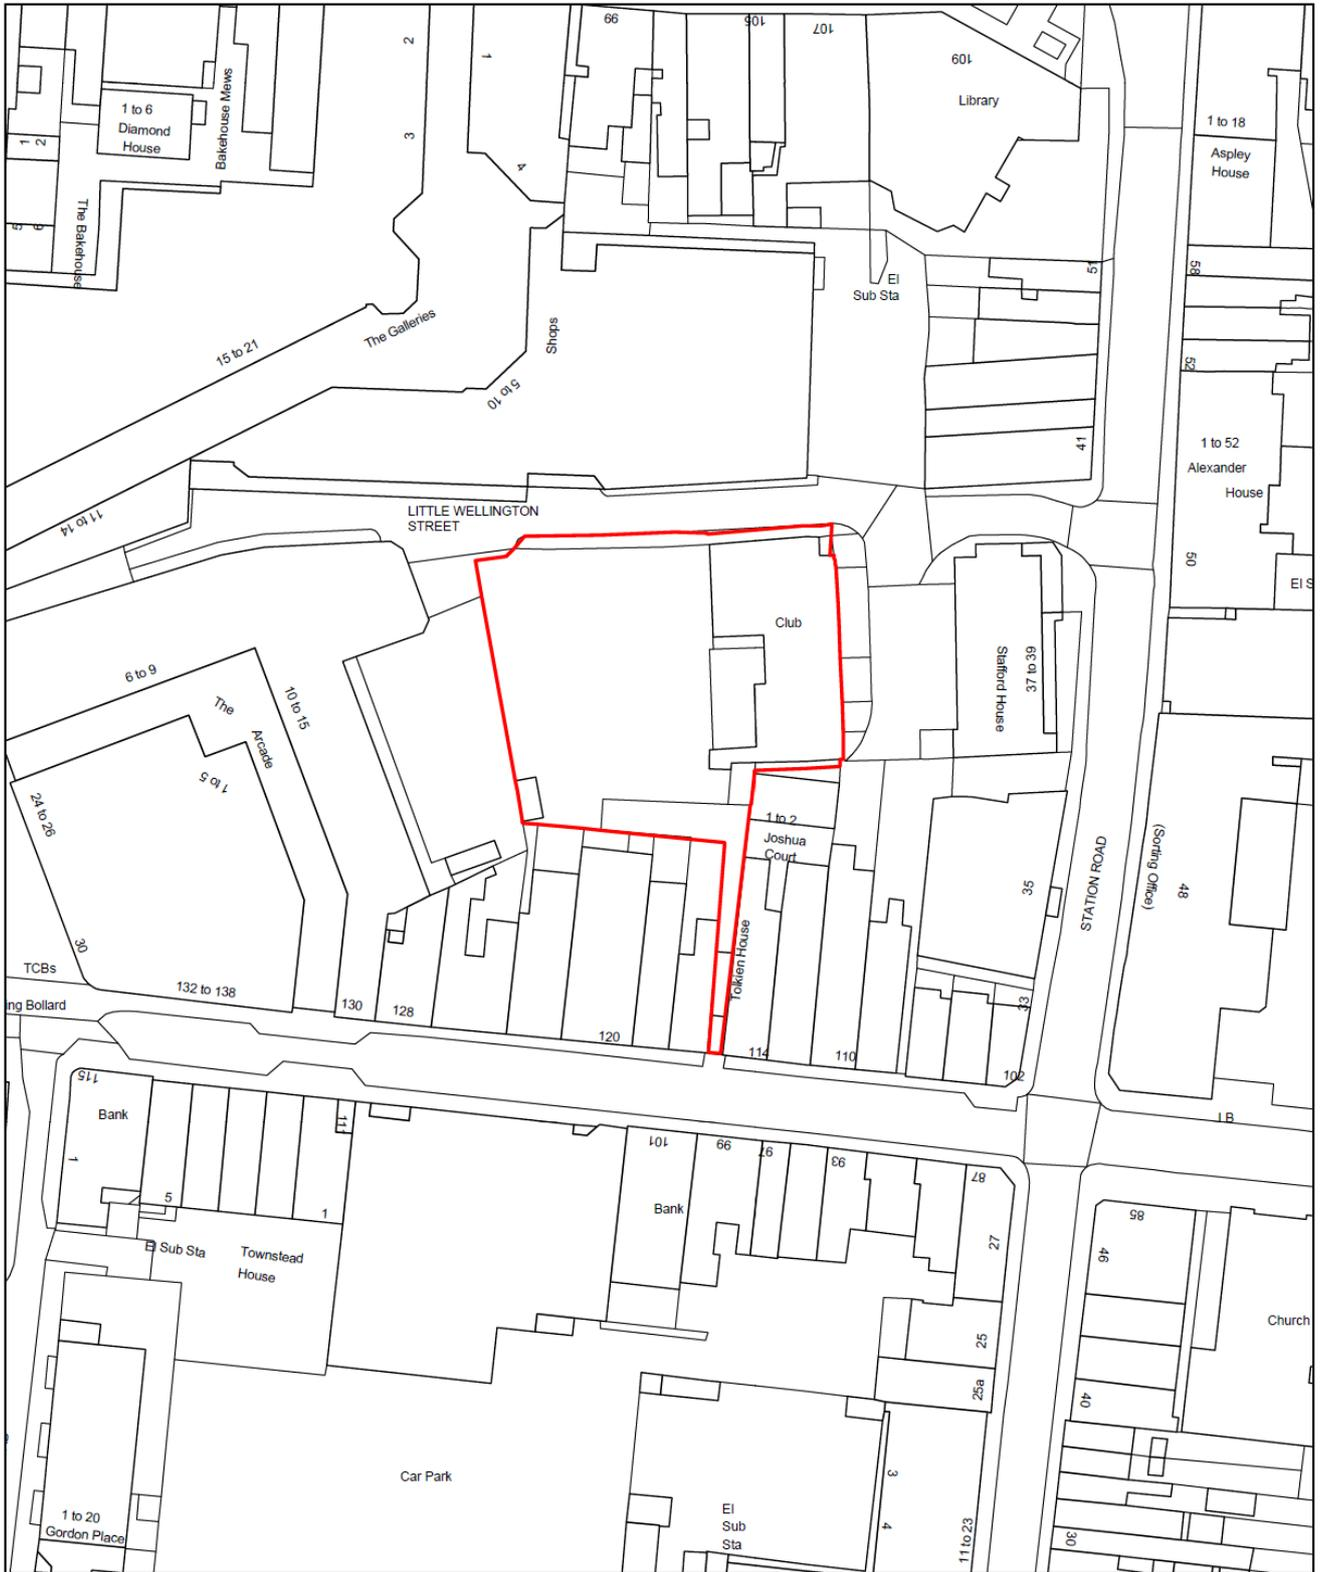 2
1
66
105
107
109
Library
1 to 6
Diamond
House
Bakehouse Mews
3
4
1
2
1 to 18
Aspley
House
The Bakehouse
5
6
51
58
El
Sub Sta
The Galleries
Shops
15 to 21
5 to 10
52
41
1 to 52
Alexander
House
11 to 14
LITTLE WELLINGTON
STREET
50
El S
Club
Stafford House
37 to 39
6 to 9
The
Arcade
10 to 15
1 to 5
24 to 26
30
1 to 2
Joshua
Court
STATION ROAD
(Sorting Office)
48
35
Tolkien House
33
TCBs
132 to 138
ng Bollard
130
128
120
114
110
102
LB
115
Bank
1
5
111
1
101
99
97
93
87
Bank
27
85
46
El Sub Sta
Townstead
House
25
25a
40
Church
Car Park
1 to 20
Gordon Place
El
Sub
Sta
3
4
11 to 23
30